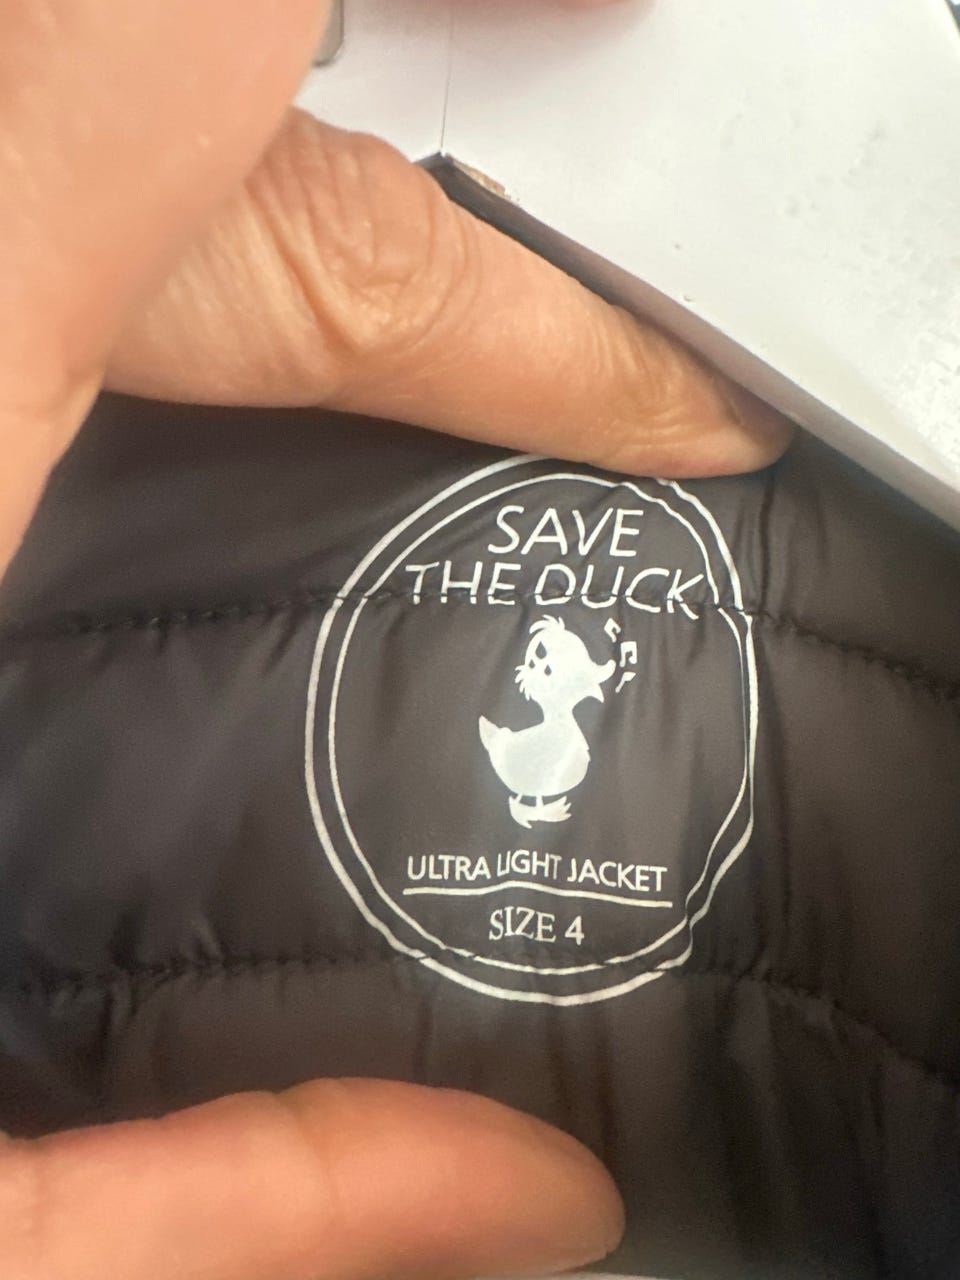 SAVE
THE DUCK
ULTRA LIGHT JACKET
SIZE 4